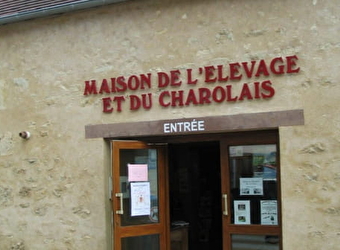 MAISON DE L'ELEVAGE
ET DU CHAROLAIS
ENTRÉE